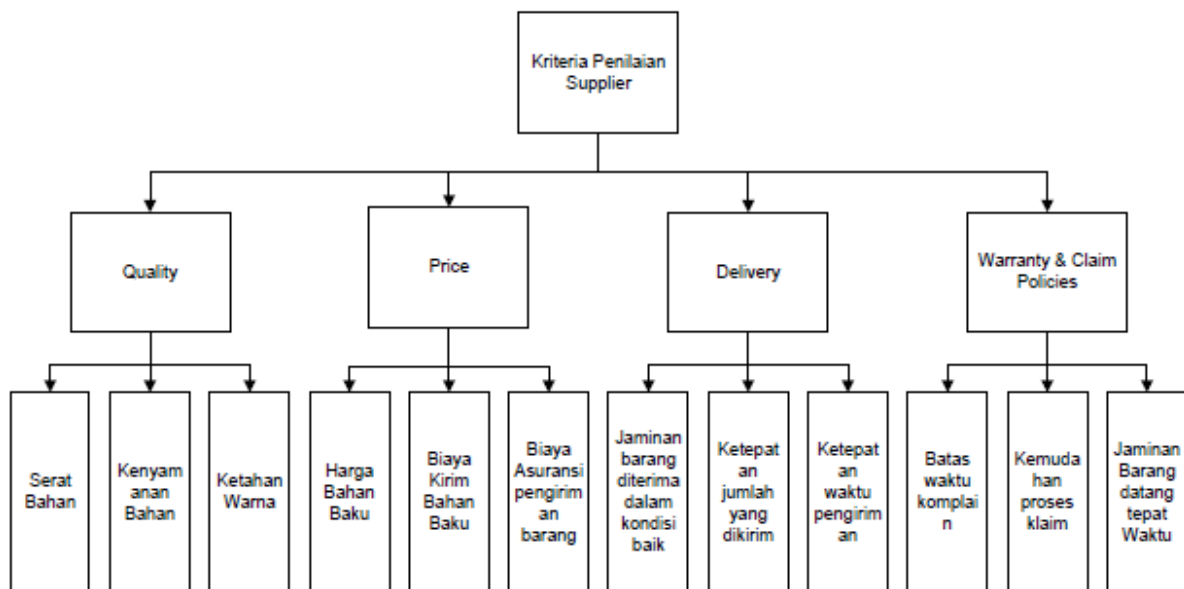 Kriteria Penilaian
Supplier
Quality
Price
Delivery
Warranty & Claim
Policies
Serat
Bahan
Kenyam
anan
Bahan
Ketahan
Warna
Harga
Bahan
Baku
Biaya
Kirim
Bahan
Baku
Biaya
Asuransi
pengirim
an
barang
Jaminan
barang
diterima
dalam
kondisi
baik
Ketepat
an
jumlah
yang
dikirim
Ketepat
an
waktu
pengirim
an
Batas
waktu
komplai
n
Kemuda
han
proses
klaim
Jaminan
Barang
datang
tepat
Waktu